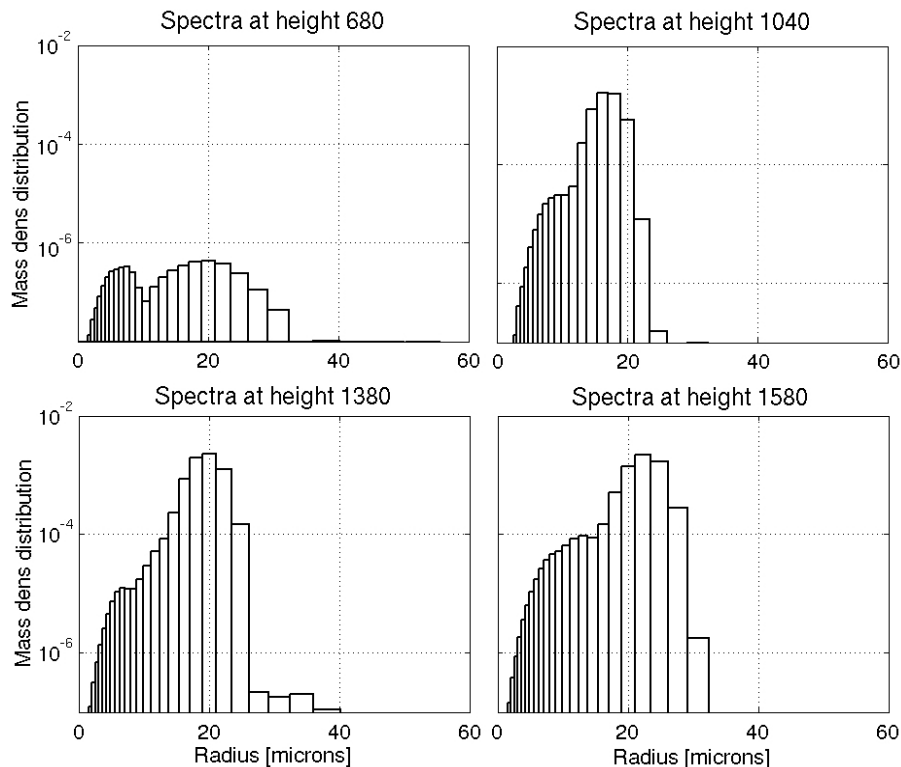 Spectra at height 680
Spectra at height 1040
10^-2
10^-4
10^-6
Mass dens distribution
0 20 40 60
0 20 40 60
Spectra at height 1380
Spectra at height 1580
10^-2
10^-4
10^-6
Mass dens distribution
0 20 40 60
0 20 40 60
Radius [microns]
Radius [microns]